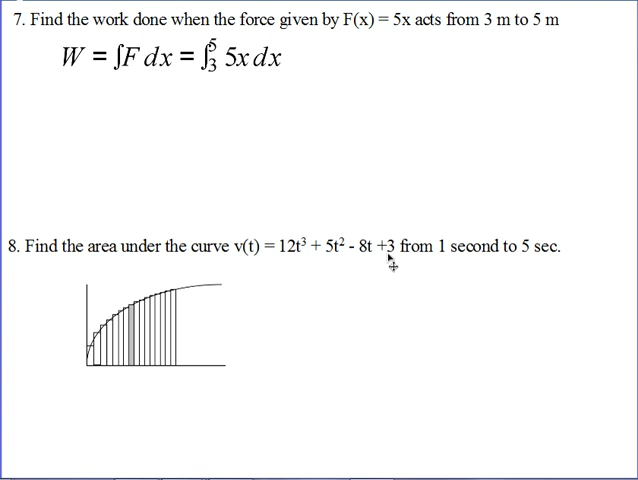 7. Find the work done when the force given by F(x) = 5x acts from 3 m to 5 m
W = ∫F dx = ∫₃⁵ 5x dx
8. Find the area under the curve v(t) = 12t³ + 5t² - 8t +3 from 1 second to 5 sec.